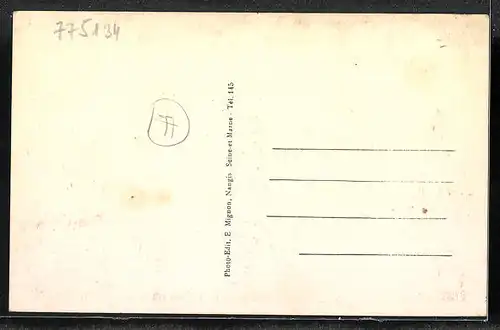 775134
Photo-Edit. E. Mignon, Nangis Seine-et Marne - Tél. 145